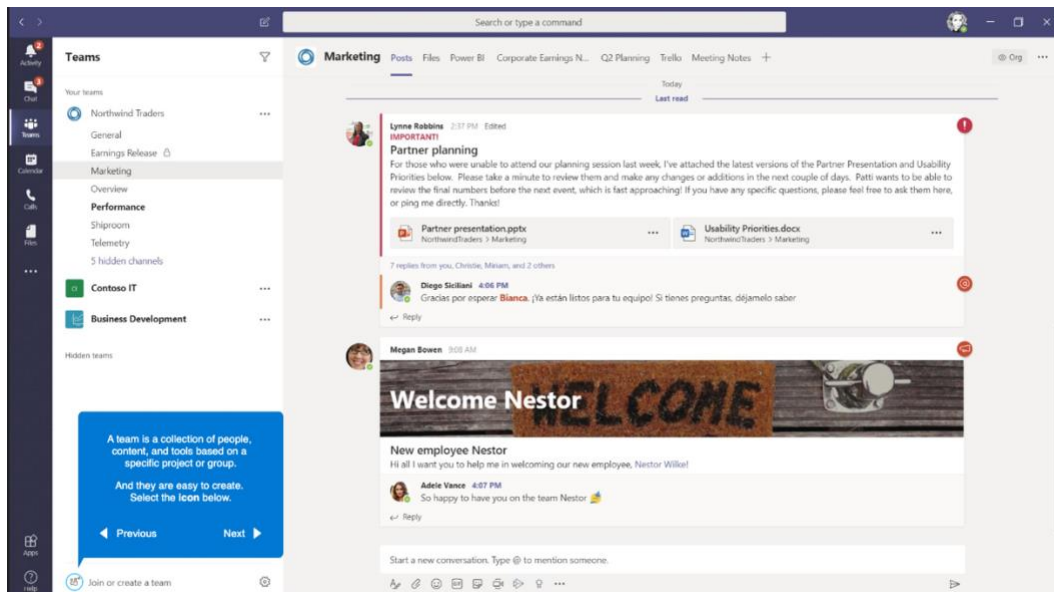 Search or type a command
2
Activity
Teams
3
Chat
Your teams
Teams
Northwind Traders
General
Earnings Release
Calendar
Marketing
Overview
Calls
Performance
Shiproom
Files
Telemetry
5 hidden channels
Contoso IT
Business Development
Hidden teams
A team is a collection of people,
content, and tools based on a
specific project or group.
And they are easy to create.
Select the icon below.
Previous
Next
Apps
Help
Join or create a team
Marketing Posts Files Power BI Corporate Earnings N... Q2 Planning Trello Meeting Notes
Org
Today
Last read
Lynne Robbins 2:37 PM Edited
IMPORTANT!
Partner planning
For those who were unable to attend our planning session last week, I've attached the latest versions of the Partner Presentation and Usability
Priorities below. Please take a minute to review them and make any changes or additions in the next couple of days. Patti wants to be able to
review the final numbers before the next event, which is fast approaching! If you have any specific questions, please feel free to ask them here,
or ping me directly. Thanks!
Partner presentation.pptx
NorthwindTraders > Marketing
Usability Priorities.docx
NorthwindTraders > Marketing
7 replies from you, Christie, Miriam, and 2 others
Diego Siciliani 4:06 PM
Gracias por esperar Bianca. ¡Ya están listos para tu equipo! Si tienes preguntas, déjamelo saber
Reply
Megan Bowen 9:08 AM
WELCOME
Welcome Nestor
New employee Nestor
Hi all I want you to help me in welcoming our new employee, Nestor Wilke!
Adele Vance 4:07 PM
So happy to have you on the team Nestor
Reply
Start a new conversation. Type @ to mention someone.